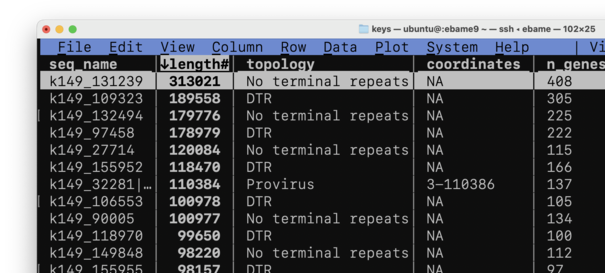 keys — ubuntu@:ebame9 ~ — ssh ‹ ebame — 102×25
File Edit View Column Row Data Plot System Help | Vi
seq_name ↓length# topology coordinates n_genes
k149_131239 313021 No terminal repeats NA 408
k149_109323 189558 DTR NA 305
k149_132494 179776 No terminal repeats NA 225
k149_97458 178979 DTR NA 222
k149_27714 120084 No terminal repeats NA 115
k149_155952 118470 DTR NA 166
k149_32281|… 110384 Provirus 3–110386 137
k149_106553 100978 DTR NA 105
k149_90005 100977 No terminal repeats NA 134
k149_118970 99650 DTR NA 100
k149_149848 98220 No terminal repeats NA 112
k149_155955 98157 DTR NA 97